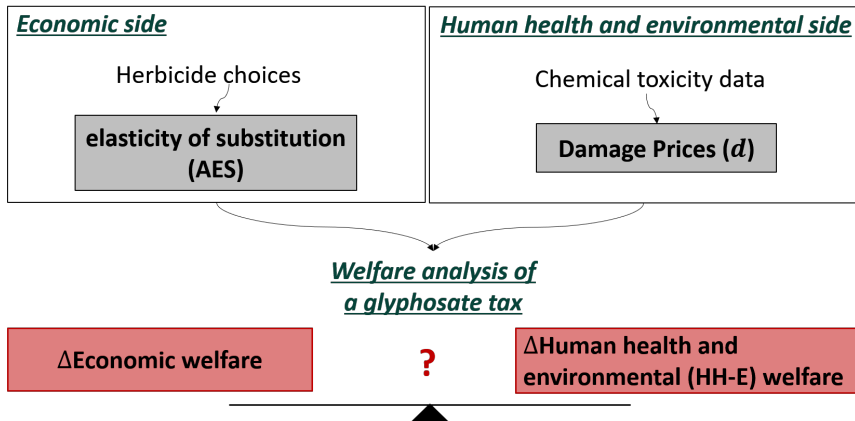 Economic side
Herbicide choices
elasticity of substitution
(AES)
Human health and environmental side
Chemical toxicity data
Damage Prices (𝒅)
Welfare analysis of
a glyphosate tax
ΔEconomic welfare
?
ΔHuman health and
environmental (HH-E) welfare